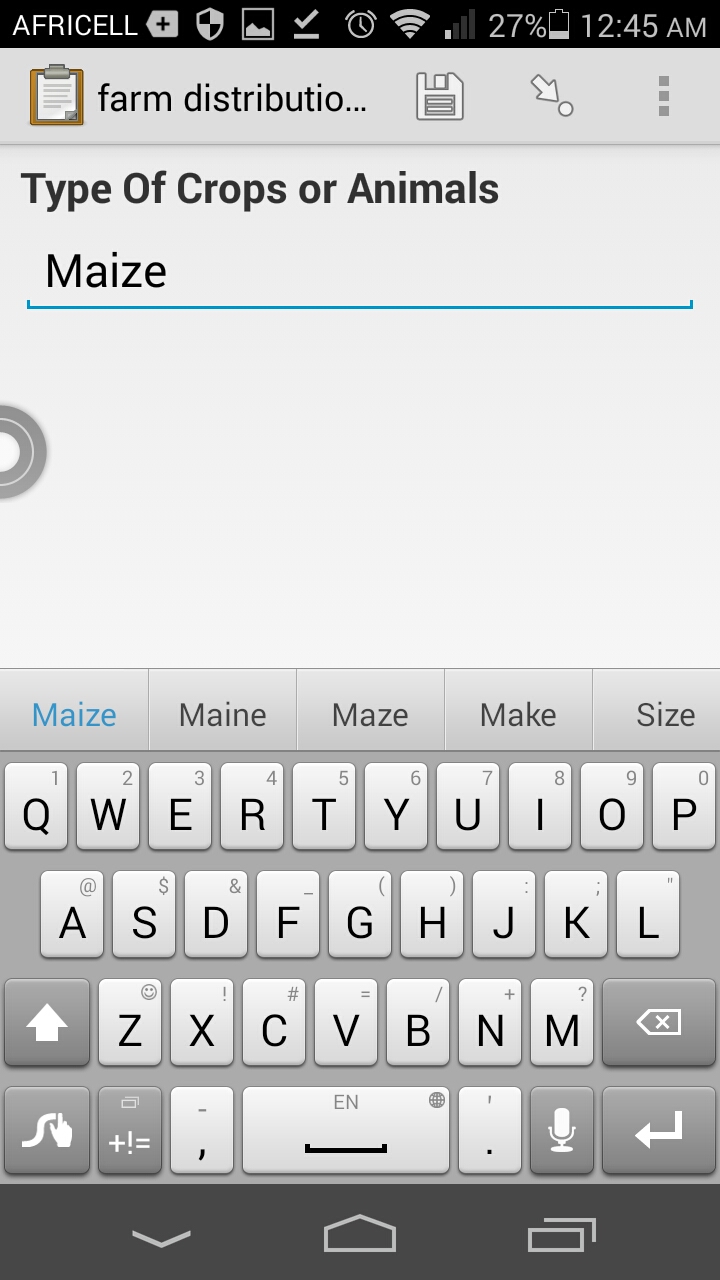 AFRICELL 27% 12:45 AM
farm distributio...
Type Of Crops or Animals
Maize
Maize Maine Maze Make Size
1 2 3 4 5 6 7 8 9 0
Q W E R T Y U I O P
@ $ & _ ( ) : ; "
A S D F G H J K L
! # = / + ?
Z X C V B N M
- EN '
+!= , .